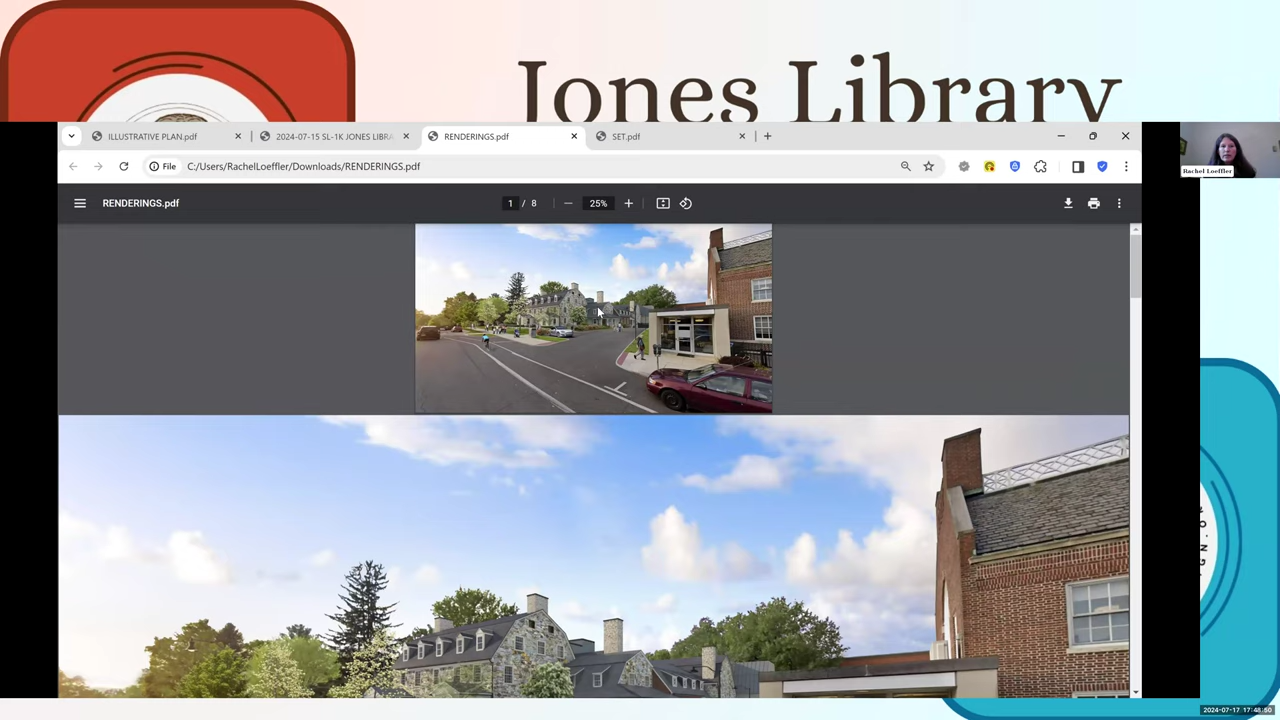 Jones Library
ILLUSTRATIVE PLAN.pdf
2024-07-15 SL-1K JONES LIBRA
RENDERINGS.pdf
SET.pdf
File
C:/Users/RachelLoeffler/Downloads/RENDERINGS.pdf
Rachel Loeffler
RENDERINGS.pdf
1 / 8
25%
GN.O
2024-07-17 17:48:50